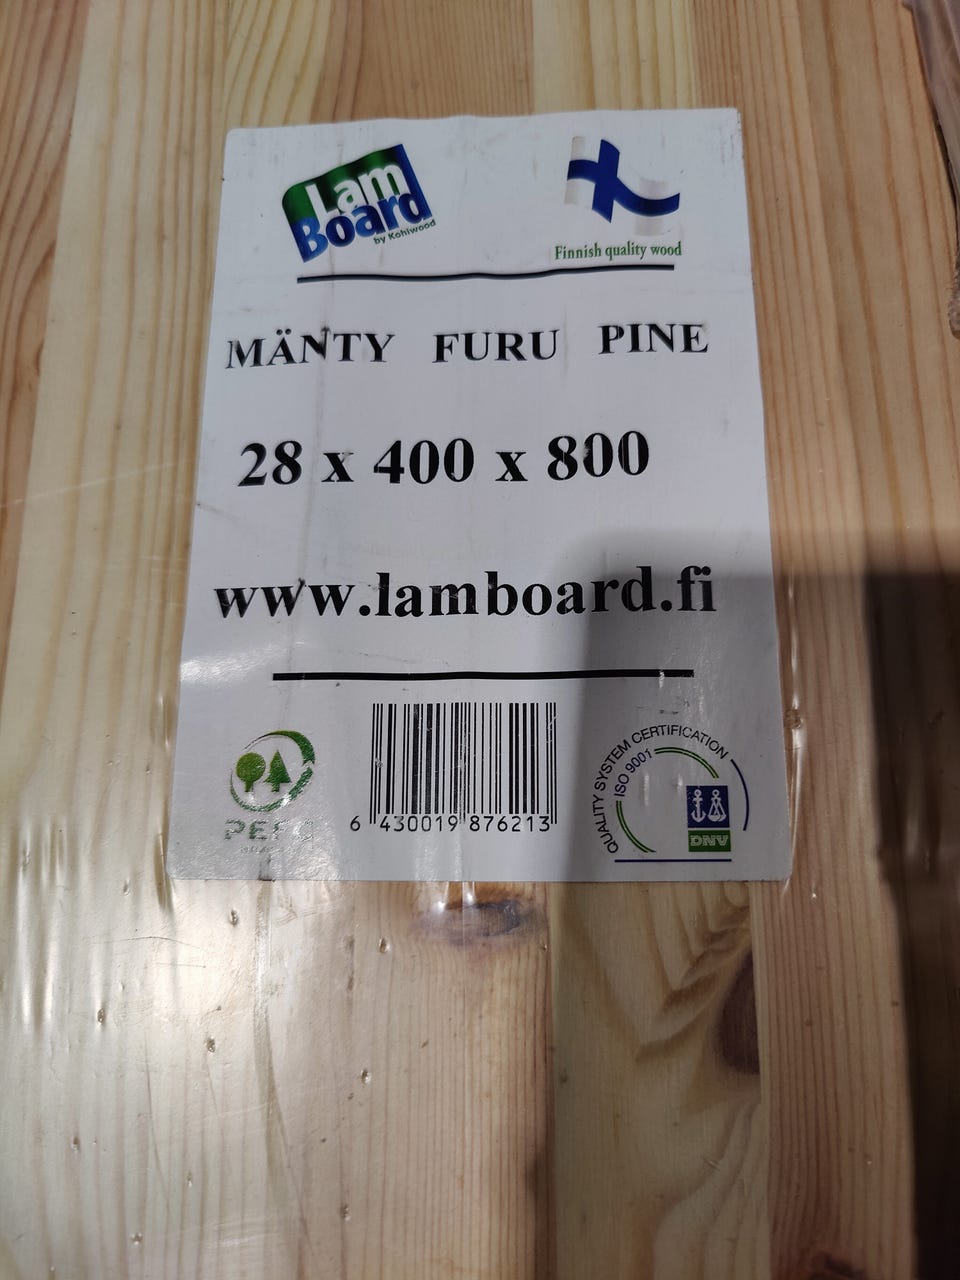 Lam
Board
by Kohiwood
Finnish quality wood
MÄNTY FURU PINE
28 x 400 x 800
www.lamboard.fi
PEFC
6 430019 876213
QUALITY SYSTEM CERTIFICATION
ISO 9001
DNV